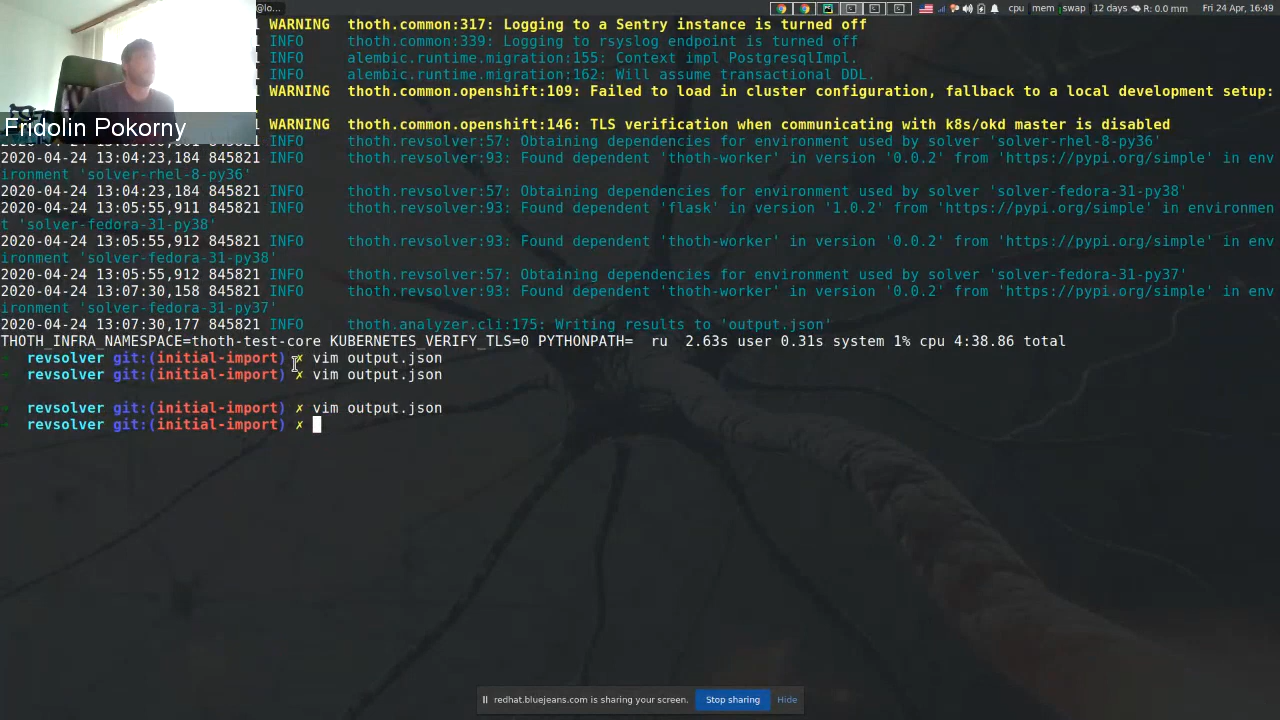 @lo...
cpu mem swap 12 days R: 0.0 mm Fri 24 Apr, 16:49
WARNING thoth.common:317: Logging to a Sentry instance is turned off
INFO thoth.common:339: Logging to rsyslog endpoint is turned off
INFO alembic.runtime.migration:155: Context impl PostgresqlImpl.
INFO alembic.runtime.migration:162: Will assume transactional DDL.
WARNING thoth.common.openshift:109: Failed to load in cluster configuration, fallback to a local development setup:
Fridolin Pokorny
WARNING thoth.common.openshift:146: TLS verification when communicating with k8s/okd master is disabled
845821 INFO thoth.revsolver:57: Obtaining dependencies for environment used by solver 'solver-rhel-8-py36'
2020-04-24 13:04:23,184 845821 INFO thoth.revsolver:93: Found dependent 'thoth-worker' in version '0.0.2' from 'https://pypi.org/simple' in env
ironment 'solver-rhel-8-py36'
2020-04-24 13:04:23,184 845821 INFO thoth.revsolver:57: Obtaining dependencies for environment used by solver 'solver-fedora-31-py38'
2020-04-24 13:05:55,911 845821 INFO thoth.revsolver:93: Found dependent 'flask' in version '1.0.2' from 'https://pypi.org/simple' in environmen
t 'solver-fedora-31-py38'
2020-04-24 13:05:55,912 845821 INFO thoth.revsolver:93: Found dependent 'thoth-worker' in version '0.0.2' from 'https://pypi.org/simple' in env
ironment 'solver-fedora-31-py38'
2020-04-24 13:05:55,912 845821 INFO thoth.revsolver:57: Obtaining dependencies for environment used by solver 'solver-fedora-31-py37'
2020-04-24 13:07:30,158 845821 INFO thoth.revsolver:93: Found dependent 'thoth-worker' in version '0.0.2' from 'https://pypi.org/simple' in env
ironment 'solver-fedora-31-py37'
2020-04-24 13:07:30,177 845821 INFO thoth.analyzer.cli:175: Writing results to 'output.json'
THOTH_INFRA_NAMESPACE=thoth-test-core KUBERNETES_VERIFY_TLS=0 PYTHONPATH= ru 2.63s user 0.31s system 1% cpu 4:38.86 total
→ revsolver git:(initial-import) ✗ vim output.json
→ revsolver git:(initial-import) ✗ vim output.json
→ revsolver git:(initial-import) ✗ vim output.json
→ revsolver git:(initial-import) ✗
redhat.bluejeans.com is sharing your screen. Stop sharing Hide